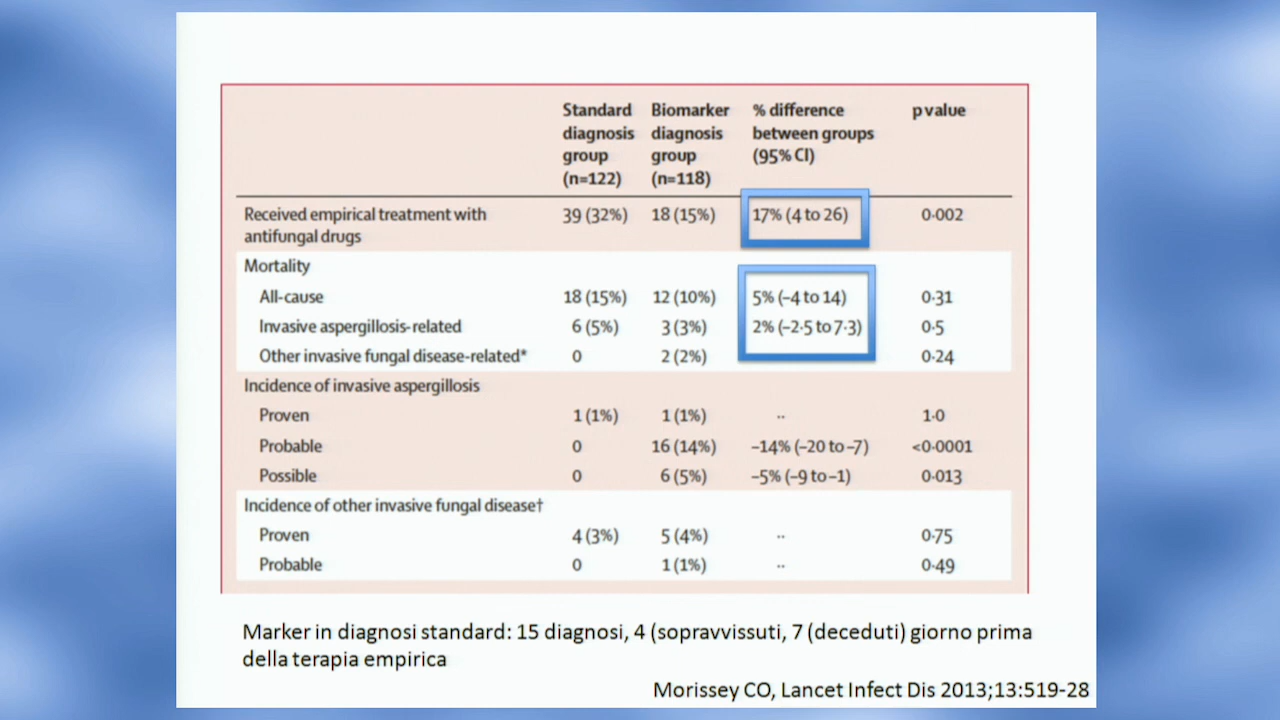 Standard diagnosis group (n=122) Biomarker diagnosis group (n=118) % difference between groups (95% CI) p value
Received empirical treatment with antifungal drugs 39 (32%) 18 (15%) 17% (4 to 26) 0·002
Mortality
All-cause 18 (15%) 12 (10%) 5% (–4 to 14) 0·31
Invasive aspergillosis-related 6 (5%) 3 (3%) 2% (–2·5 to 7·3) 0·5
Other invasive fungal disease-related* 0 2 (2%) 0·24
Incidence of invasive aspergillosis
Proven 1 (1%) 1 (1%) ·· 1·0
Probable 0 16 (14%) –14% (–20 to –7) <0·0001
Possible 0 6 (5%) –5% (–9 to –1) 0·013
Incidence of other invasive fungal disease†
Proven 4 (3%) 5 (4%) ·· 0·75
Probable 0 1 (1%) ·· 0·49
Marker in diagnosi standard: 15 diagnosi, 4 (sopravvissuti, 7 (deceduti) giorno prima
della terapia empirica
Morissey CO, Lancet Infect Dis 2013;13:519-28